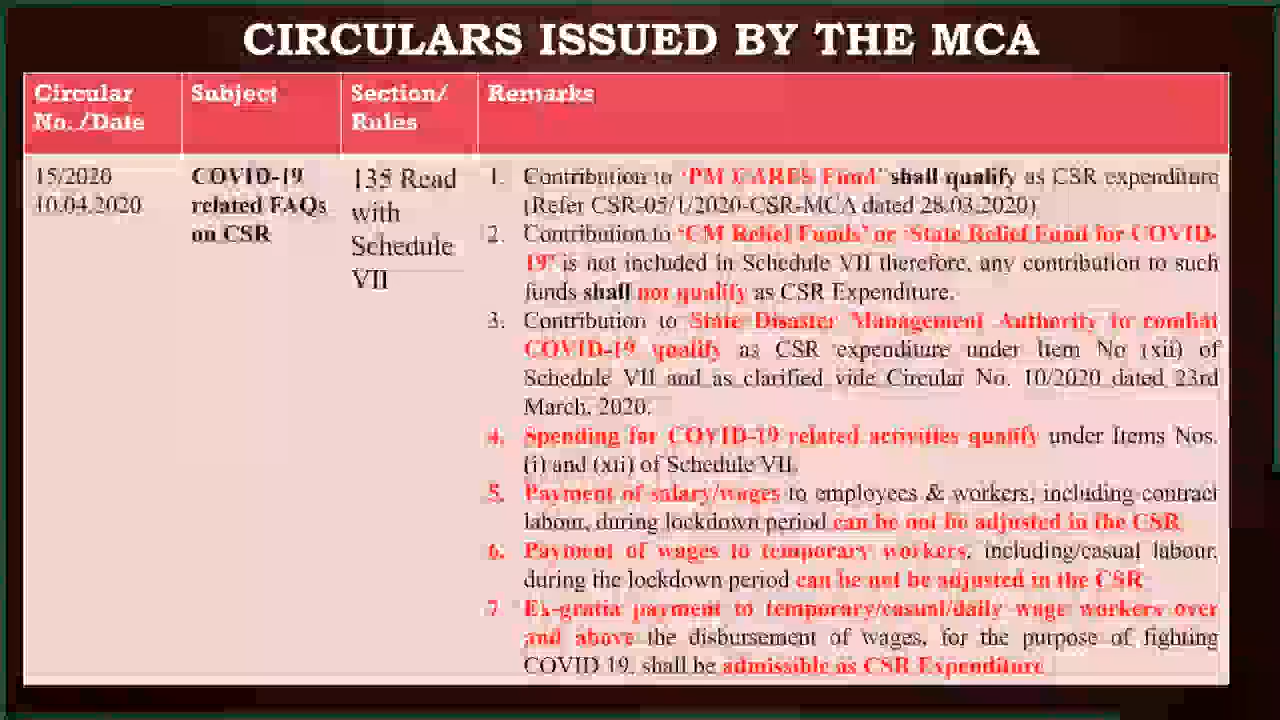 CIRCULARS ISSUED BY THE MCA
Circular No. /Date
Subject
Section/ Rules
Remarks
15/2020
10.04.2020
COVID-19
related FAQs
on CSR
135 Read
with
Schedule
VII
1. Contribution to 'PM CARES Fund' shall qualify as CSR expenditure
(Refer CSR-05/1/2020-CSR-MCA dated 28.03.2020)
2. Contribution to 'CM Relief Funds' or 'State Relief Fund for COVID-
19' is not included in Schedule VII therefore, any contribution to such
funds shall not qualify as CSR Expenditure.
3. Contribution to State Disaster Management Authority to combat
COVID-19 qualify as CSR expenditure under Item No (xii) of
Schedule VII and as clarified vide Circular No. 10/2020 dated 23rd
March, 2020.
4. Spending for COVID-19 related activities qualify under Items Nos.
(i) and (xii) of Schedule VII.
5. Payment of salary/wages to employees & workers, including contract
labour, during lockdown period can be not be adjusted in the CSR
6. Payment of wages to temporary workers, including/casual labour,
during the lockdown period can be not be adjusted in the CSR
7. Ex-gratia payment to temporary/casual/daily wage workers over
and above the disbursement of wages, for the purpose of fighting
COVID 19, shall be admissible as CSR Expenditure